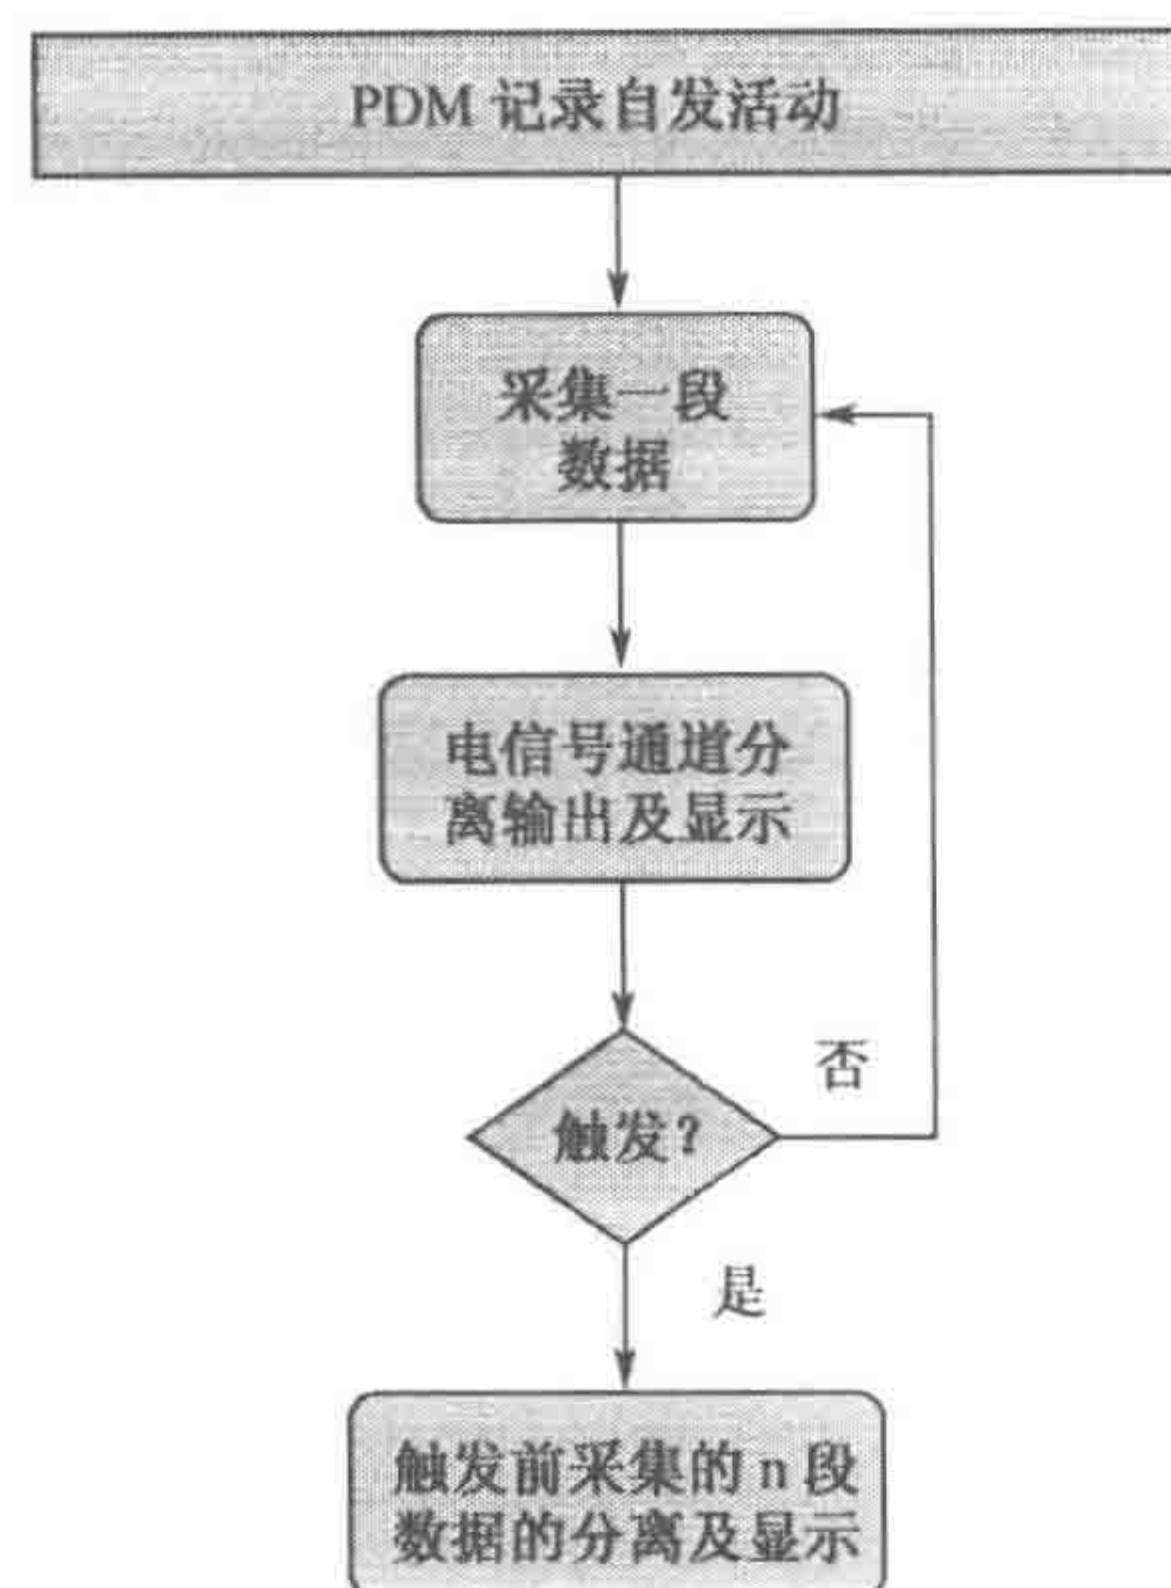 PDM 记录自发活动
采集一段
数据
电信号通道分
离输出及显示
否
触发?
是
触发前采集的 n 段
数据的分离及显示